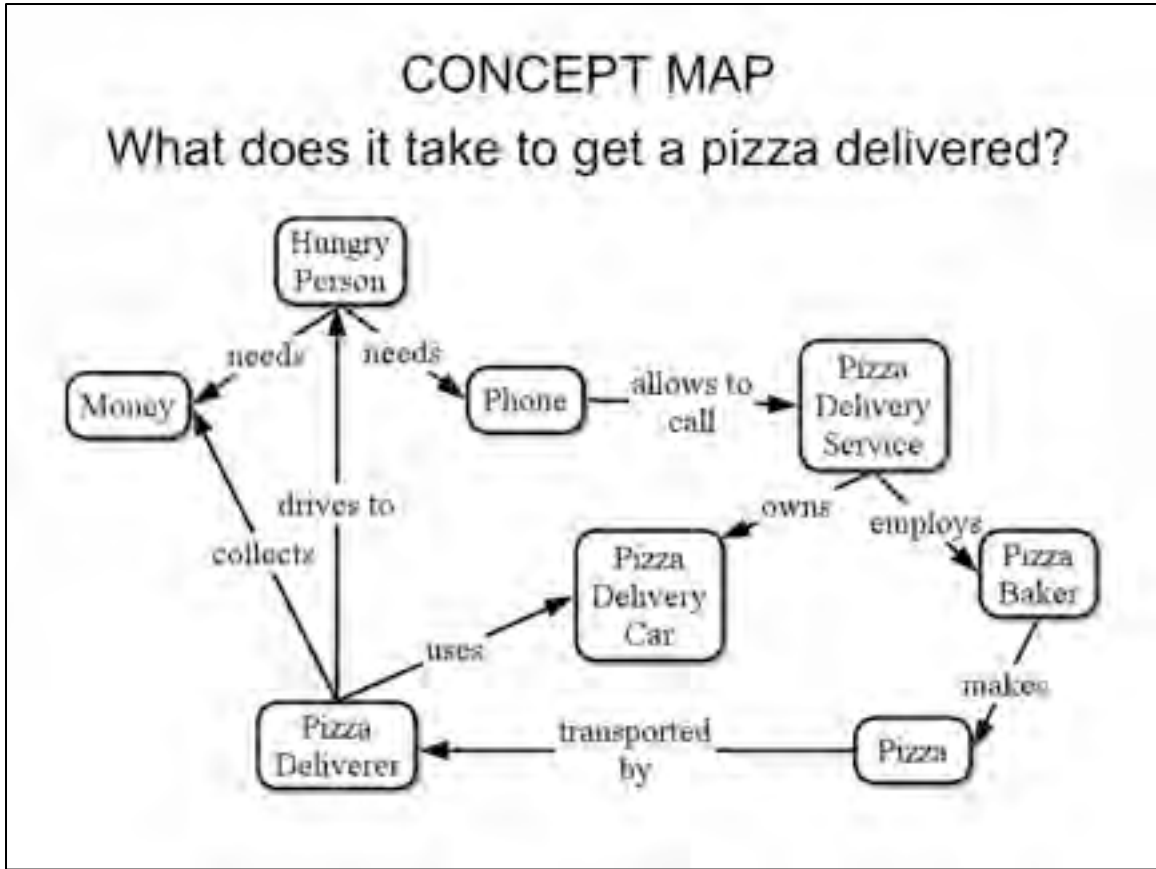 CONCEPT MAP
What does it take to get a pizza delivered?
Hungry
Person
needs
needs
Money
Phone
allows to
call
Pizza
Delivery
Service
drives to
collects
owns
employs
Pizza
Delivery
Car
Pizza
Baker
uses
makes
Pizza
Deliverer
transported
by
Pizza